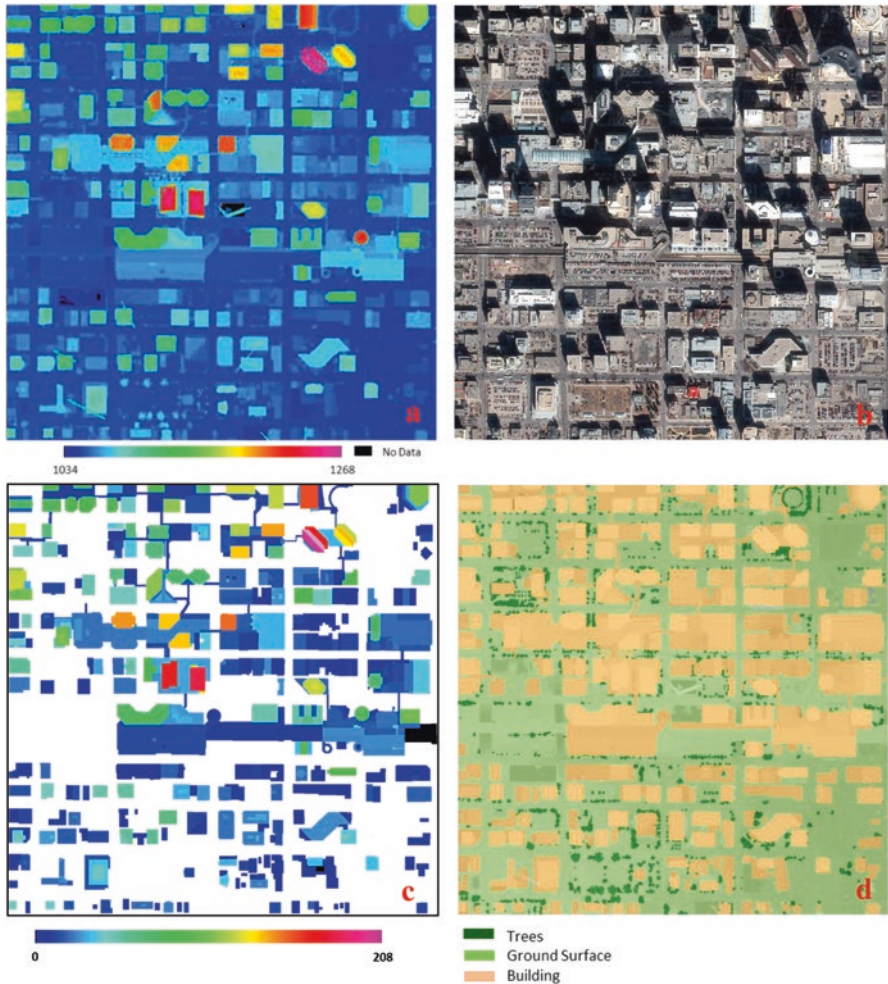 a
b
No Data
1034
1268
c
d
0
208
Trees
Ground Surface
Building